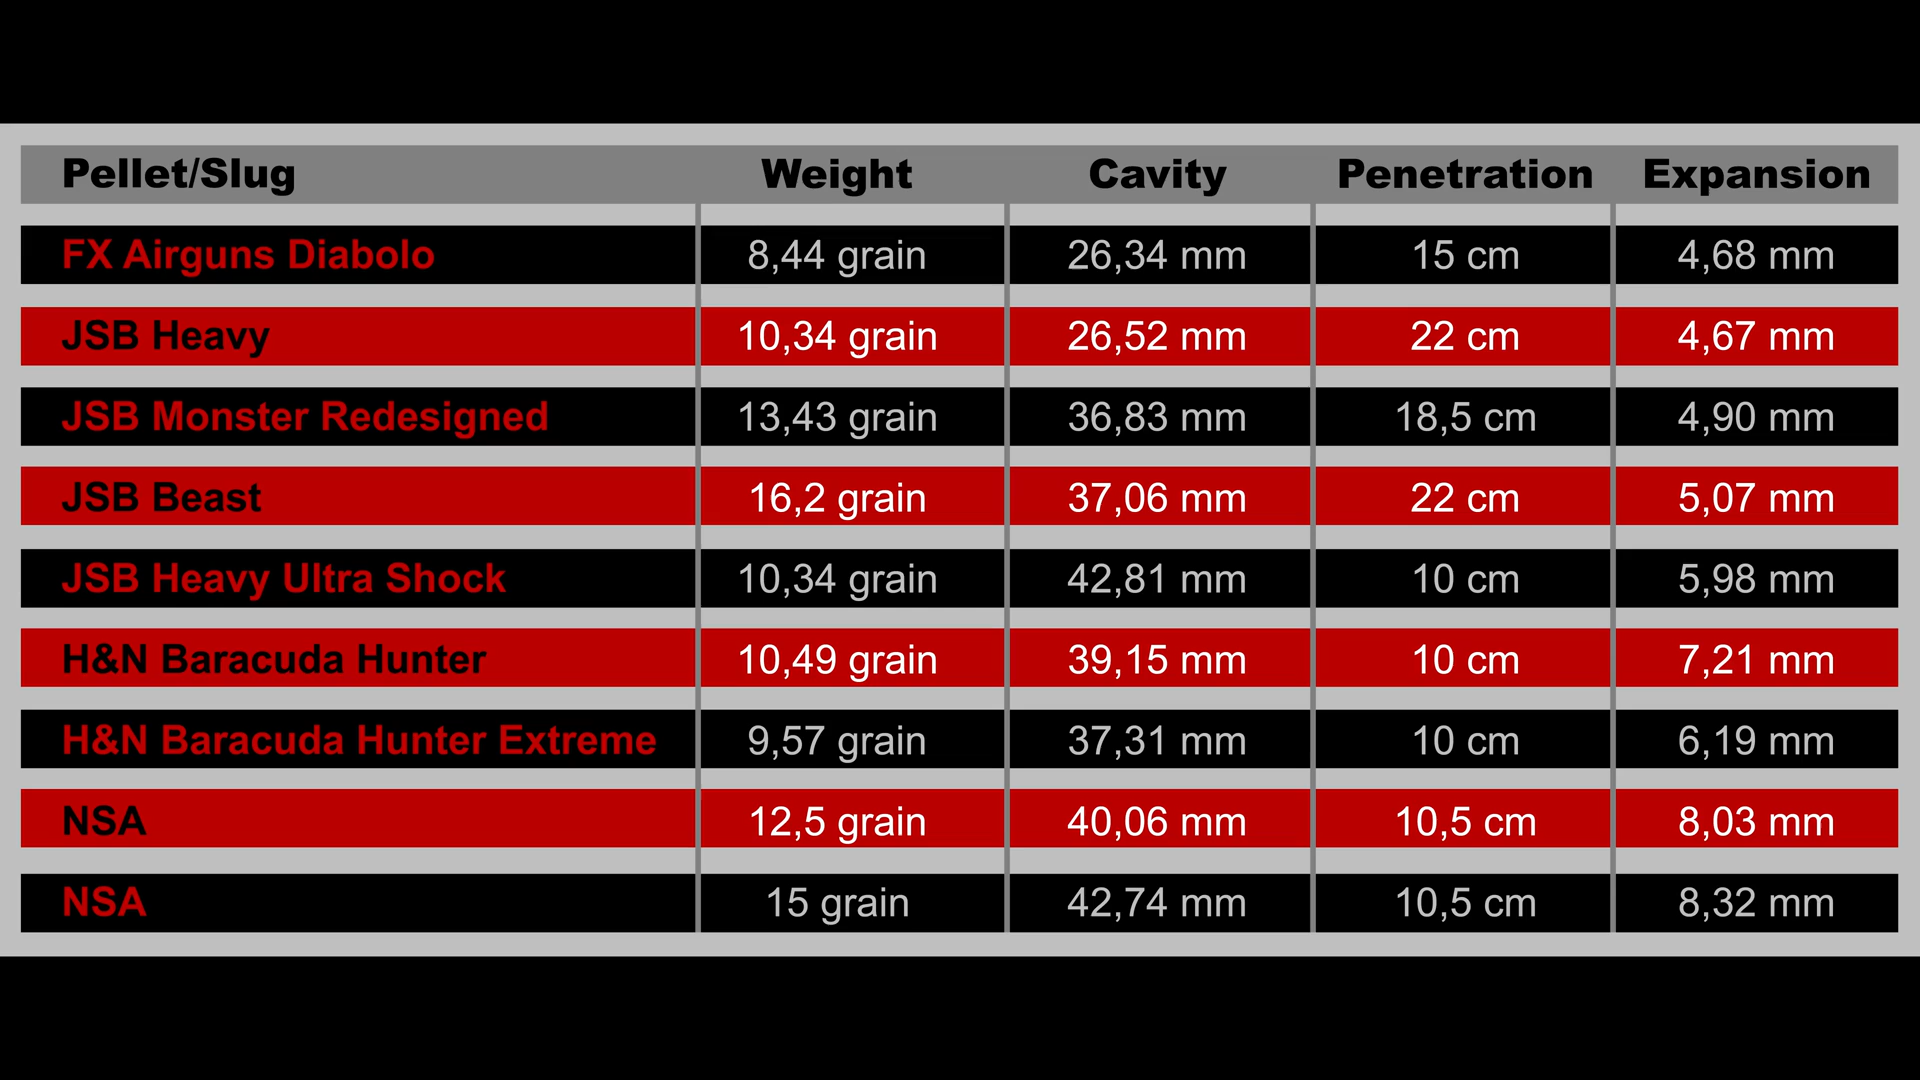 Pellet/Slug Weight Cavity Penetration Expansion
FX Airguns Diabolo 8,44 grain 26,34 mm 15 cm 4,68 mm
JSB Heavy 10,34 grain 26,52 mm 22 cm 4,67 mm
JSB Monster Redesigned 13,43 grain 36,83 mm 18,5 cm 4,90 mm
JSB Beast 16,2 grain 37,06 mm 22 cm 5,07 mm
JSB Heavy Ultra Shock 10,34 grain 42,81 mm 10 cm 5,98 mm
H&N Baracuda Hunter 10,49 grain 39,15 mm 10 cm 7,21 mm
H&N Baracuda Hunter Extreme 9,57 grain 37,31 mm 10 cm 6,19 mm
NSA 12,5 grain 40,06 mm 10,5 cm 8,03 mm
NSA 15 grain 42,74 mm 10,5 cm 8,32 mm